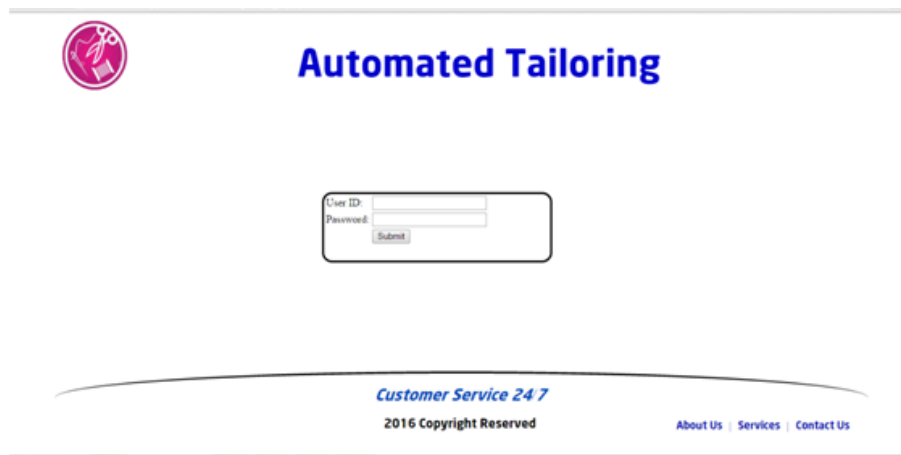 Automated Tailoring
User ID:
Password:
Submit
Customer Service 24/7
2016 Copyright Reserved
About Us | Services | Contact Us